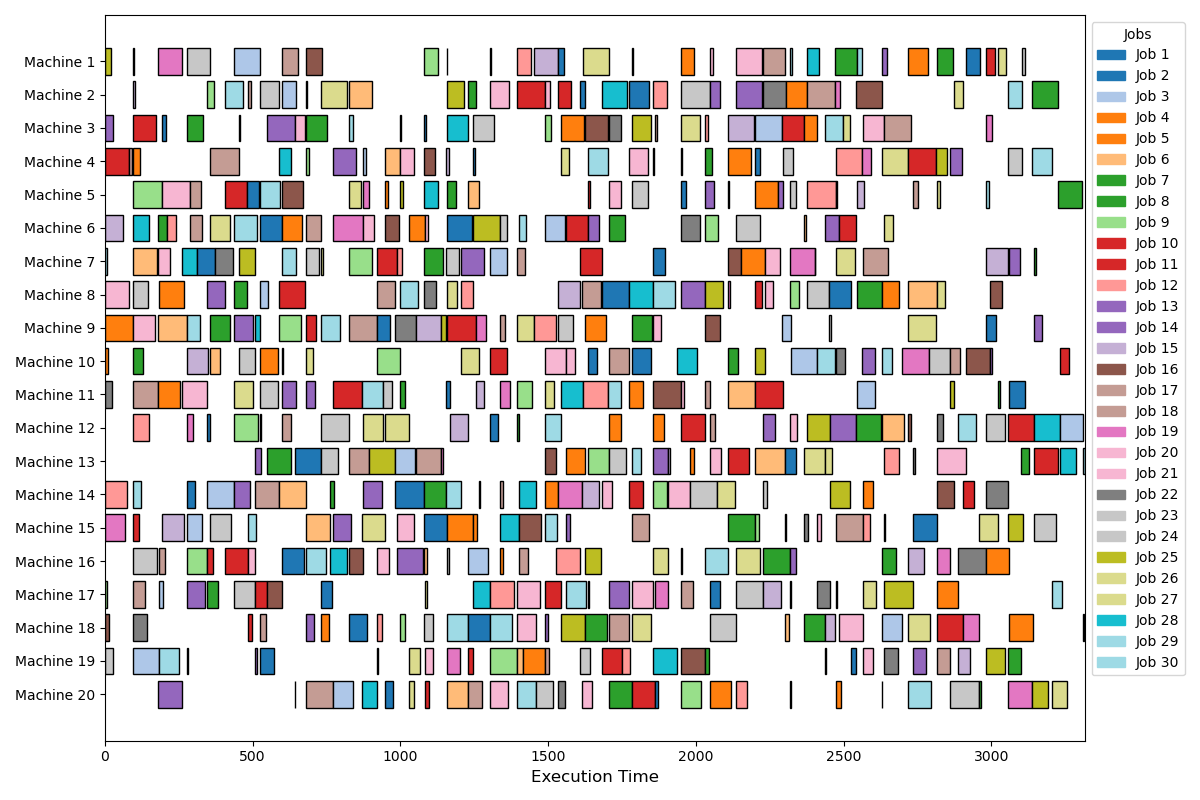 Machine 1
Machine 2
Machine 3
Machine 4
Machine 5
Machine 6
Machine 7
Machine 8
Machine 9
Machine 10
Machine 11
Machine 12
Machine 13
Machine 14
Machine 15
Machine 16
Machine 17
Machine 18
Machine 19
Machine 20
0 500 1000 1500 2000 2500 3000
Execution Time
Jobs
Job 1
Job 2
Job 3
Job 4
Job 5
Job 6
Job 7
Job 8
Job 9
Job 10
Job 11
Job 12
Job 13
Job 14
Job 15
Job 16
Job 17
Job 18
Job 19
Job 20
Job 21
Job 22
Job 23
Job 24
Job 25
Job 26
Job 27
Job 28
Job 29
Job 30